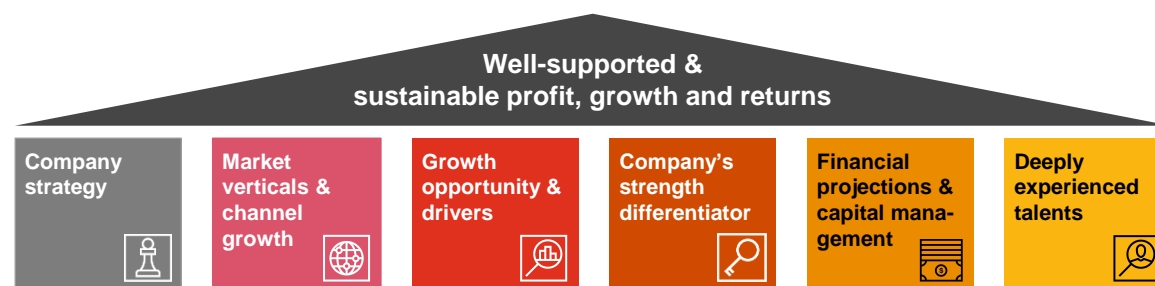 Well-supported &
sustainable profit, growth and returns
Company
strategy
Market
verticals &
channel
growth
Growth
opportunity &
drivers
Company's
strength
differentiator
Financial
projections &
capital mana-
gement
$
Deeply
experienced
talents